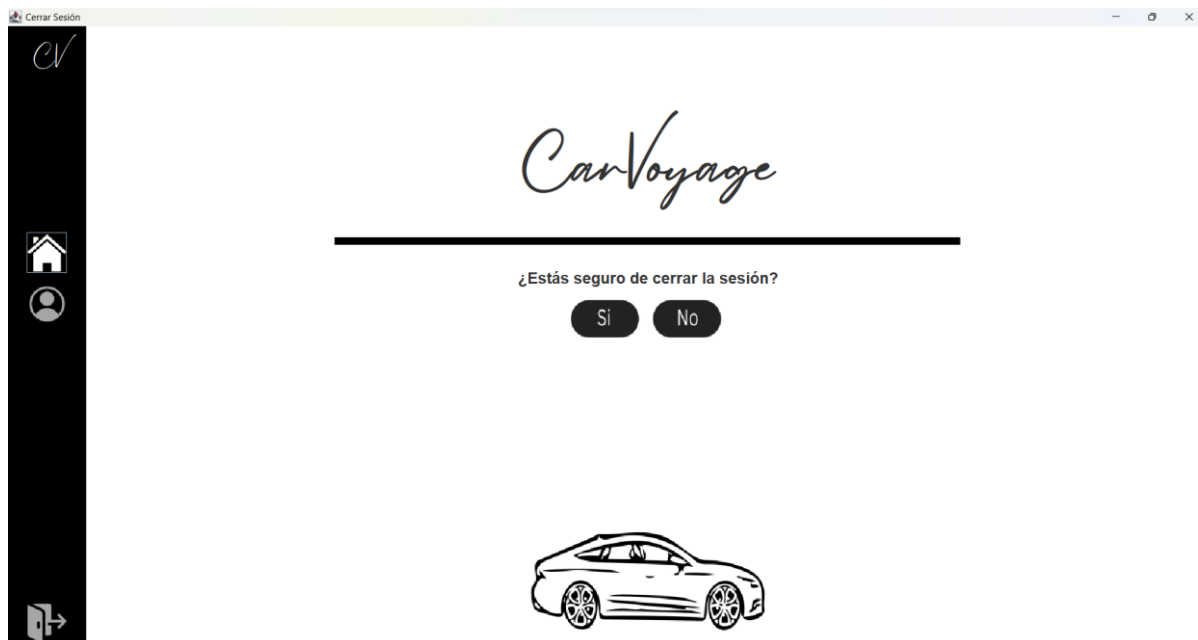 Cerrar Sesión
CV
CarVoyage
¿Estás seguro de cerrar la sesión?
Si No